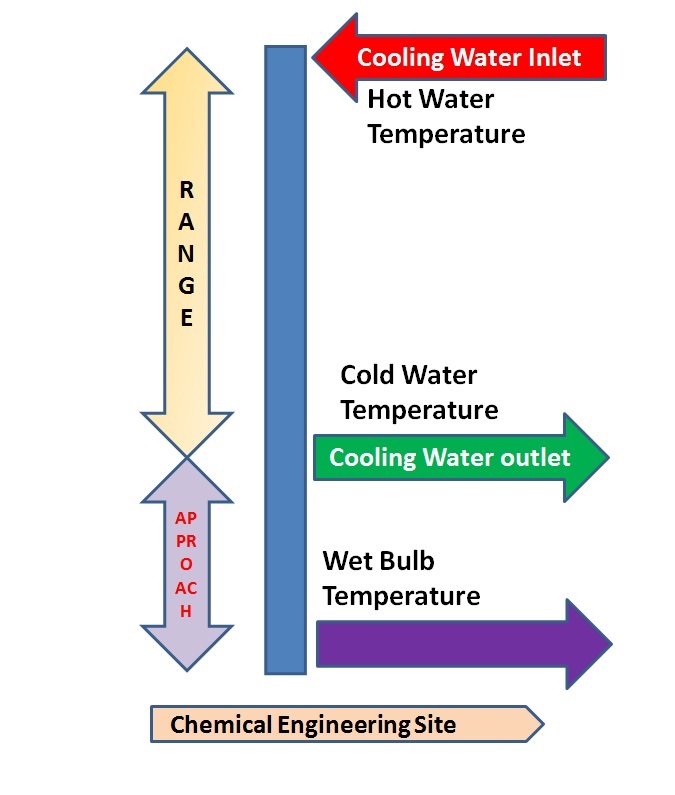 Cooling Water Inlet
Hot Water
Temperature
R
A
N
G
E
Cold Water
Temperature
Cooling Water outlet
AP
PR
O
AC
H
Wet Bulb
Temperature
Chemical Engineering Site